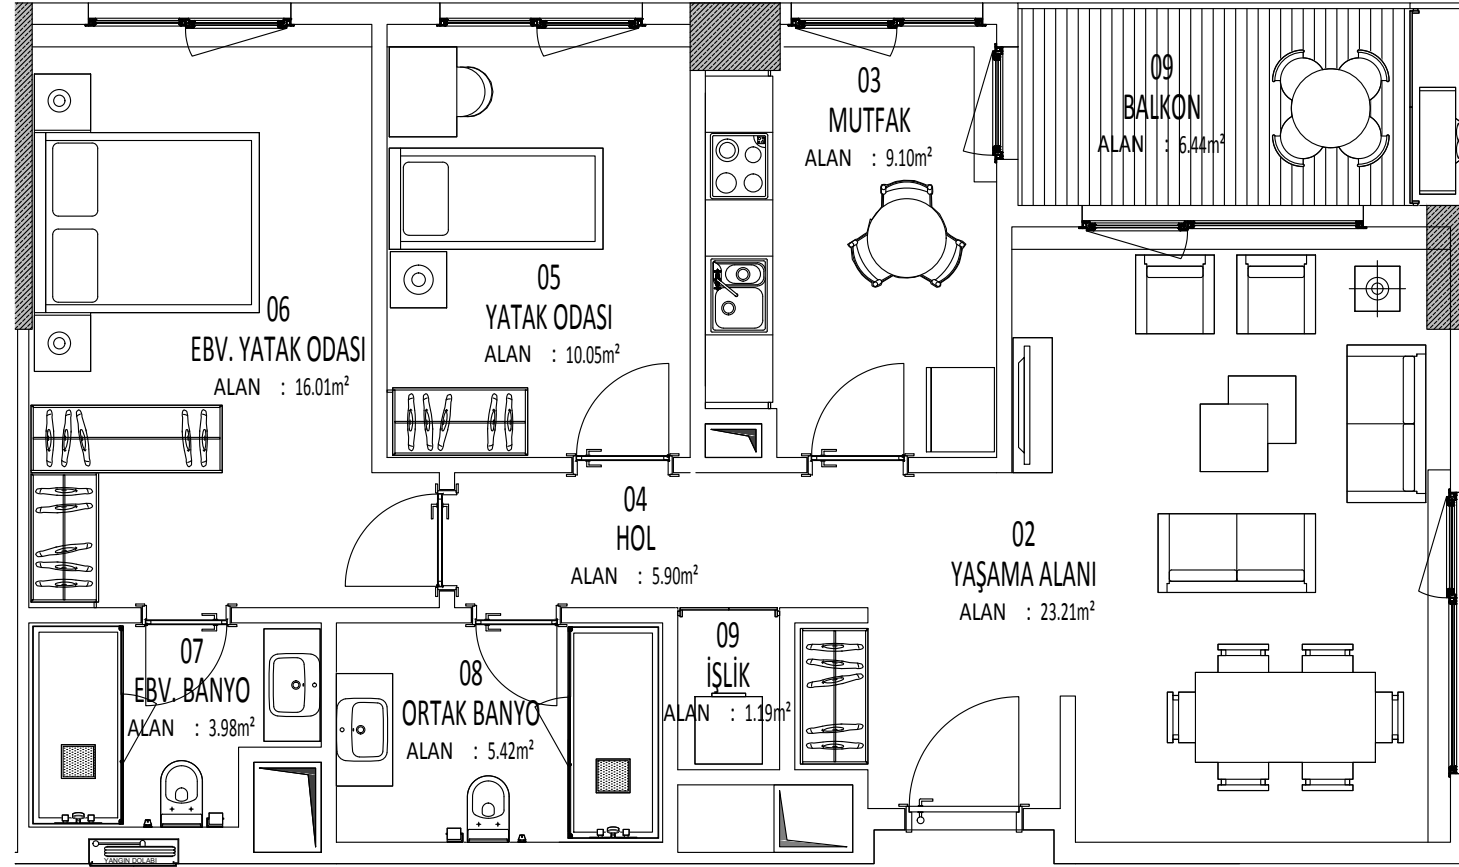 03
MUTFAK
ALAN : 9.10m²
09
BALKON
ALAN : 6.44m²
05
YATAK ODASI
ALAN : 10.05m²
06
EBV. YATAK ODASI
ALAN : 16.01m²
04
HOL
ALAN : 5.90m²
02
YAŞAMA ALANI
ALAN : 23.21m²
07
EBV. BANYO
ALAN : 3.98m²
08
ORTAK BANYO
ALAN : 5.42m²
09
İŞLİK
ALAN : 1.19m²
YANGIN DOLABI